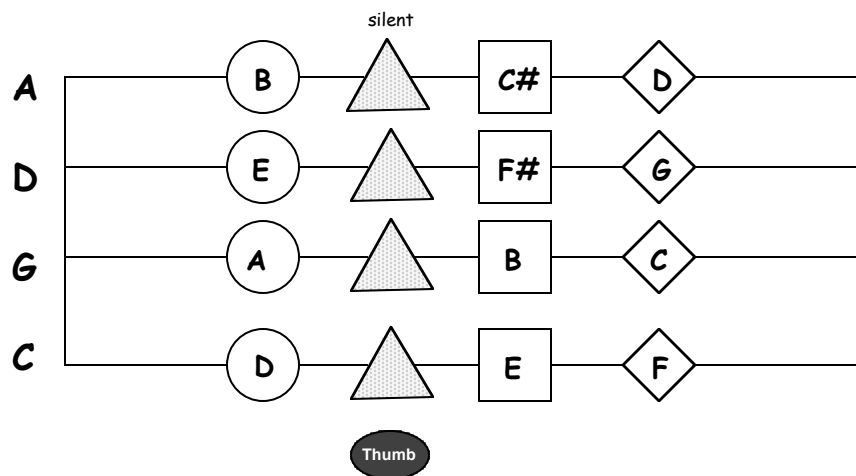 silent
A B C# D
D E F# G
G A B C
C D E F
Thumb